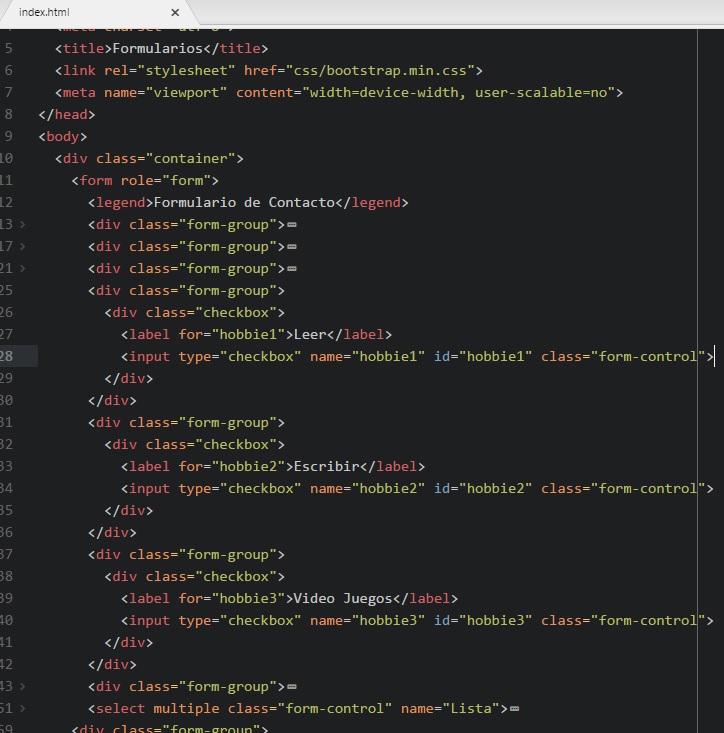 index.html ×
5 <title>Formularios</title>
6 <link rel="stylesheet" href="css/bootstrap.min.css">
7 <meta name="viewport" content="width=device-width, user-scalable=no">
8 </head>
9 <body>
10 <div class="container">
11 <form role="form">
12 <legend>Formulario de Contacto</legend>
13 > <div class="form-group">
17 > <div class="form-group">
21 > <div class="form-group">
25 <div class="form-group">
26 <div class="checkbox">
27 <label for="hobbie1">Leer</label>
28 <input type="checkbox" name="hobbie1" id="hobbie1" class="form-control">
29 </div>
30 </div>
31 <div class="form-group">
32 <div class="checkbox">
33 <label for="hobbie2">Escribir</label>
34 <input type="checkbox" name="hobbie2" id="hobbie2" class="form-control">
35 </div>
36 </div>
37 <div class="form-group">
38 <div class="checkbox">
39 <label for="hobbie3">Video Juegos</label>
40 <input type="checkbox" name="hobbie3" id="hobbie3" class="form-control">
41 </div>
42 </div>
43 > <div class="form-group">
51 > <select multiple class="form-control" name="Lista">
59 <div class="form-group">